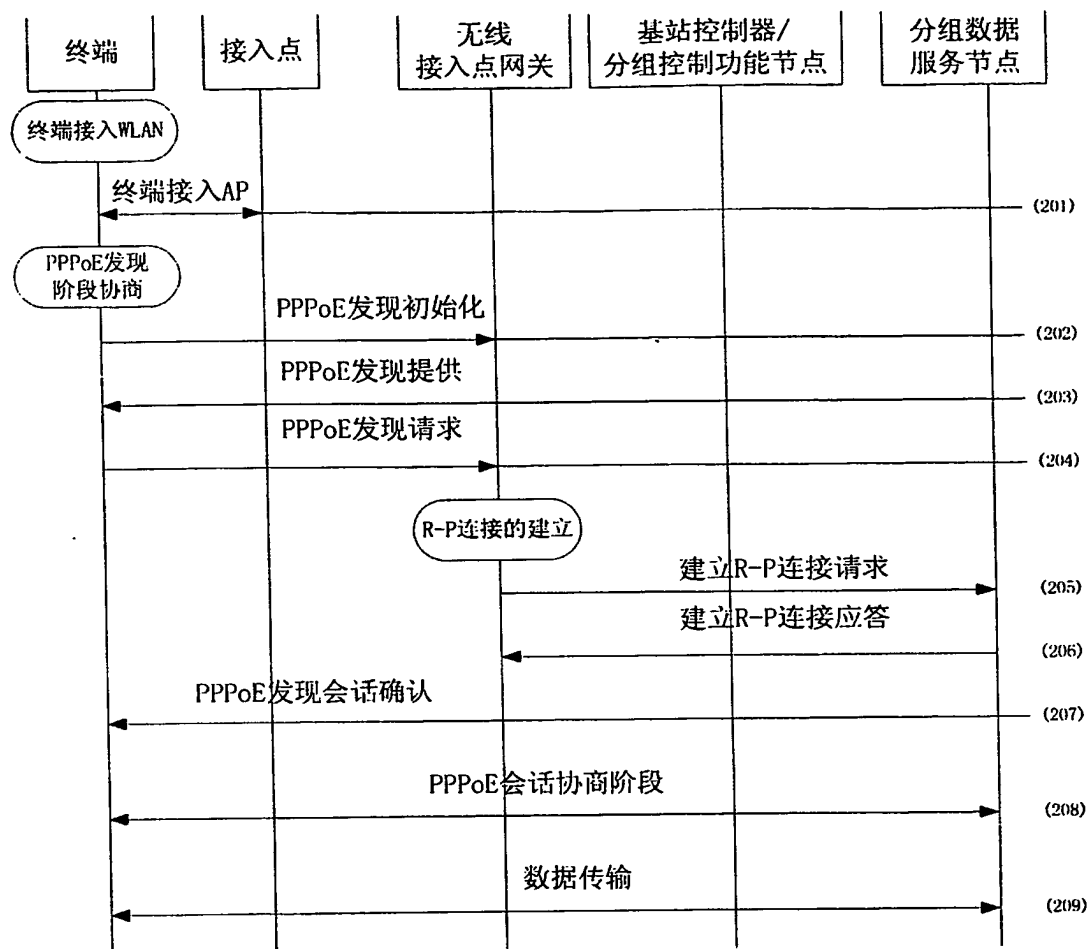 终端
接入点
无线
接入点网关
基站控制器/
分组控制功能节点
分组数据
服务节点
终端接入WLAN
终端接入AP
(201)
PPPoE发现
阶段协商
PPPoE发现初始化
(202)
PPPoE发现提供
(203)
PPPoE发现请求
(204)
R-P连接的建立
建立R-P连接请求
(205)
建立R-P连接应答
(206)
PPPoE发现会话确认
(207)
PPPoE会话协商阶段
(208)
数据传输
(209)